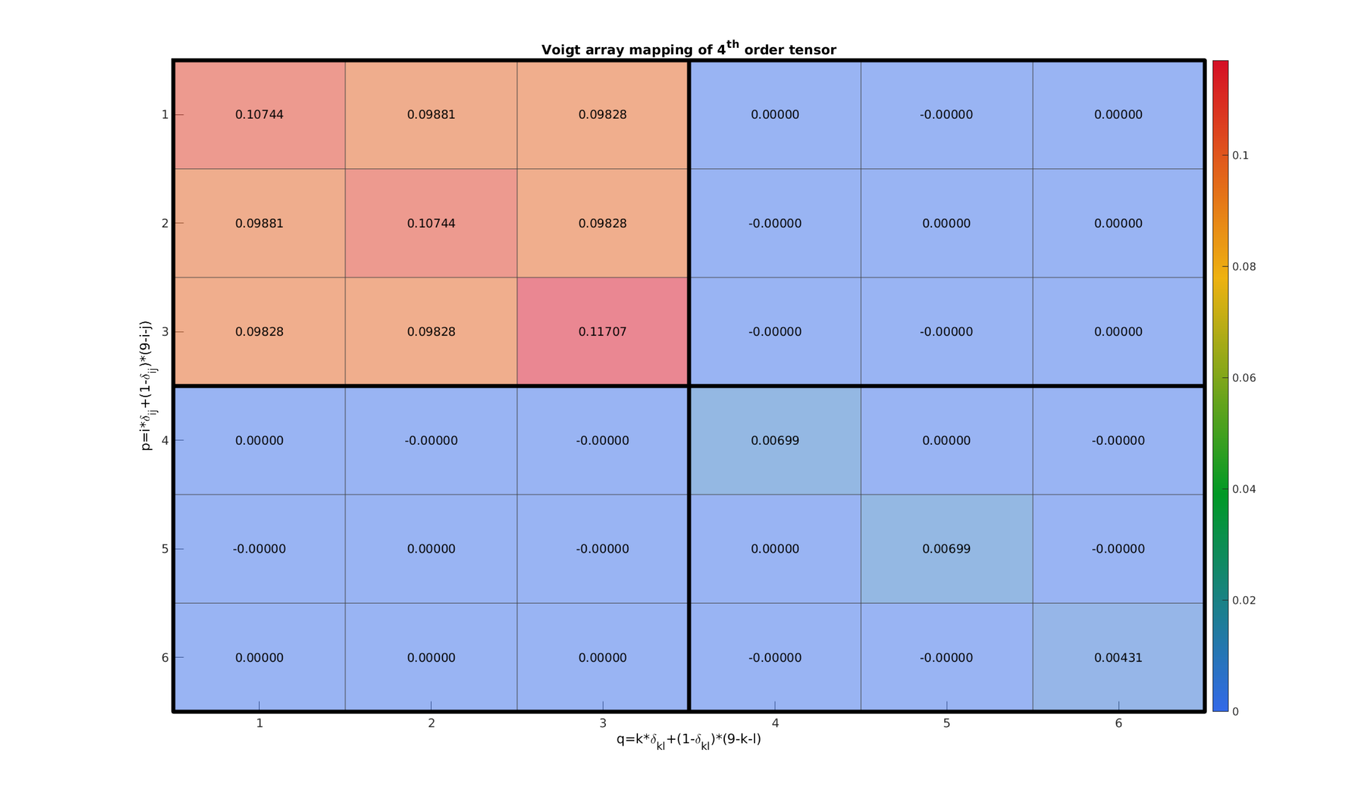 Voigt array mapping of 4th order tensor
1 0.10744 0.09881 0.09828 0.00000 -0.00000 0.00000
0.1
2 0.09881 0.10744 0.09828 -0.00000 0.00000 0.00000
0.08
3 0.09828 0.09828 0.11707 -0.00000 -0.00000 0.00000
0.06
p=i*δij+(1-δij)*(9-i-j)
4 0.00000 -0.00000 -0.00000 0.00699 0.00000 -0.00000
0.04
5 -0.00000 0.00000 -0.00000 0.00000 0.00699 -0.00000
0.02
6 0.00000 0.00000 0.00000 -0.00000 -0.00000 0.00431
0
1 2 3 4 5 6
q=k*δkl+(1-δkl)*(9-k-l)